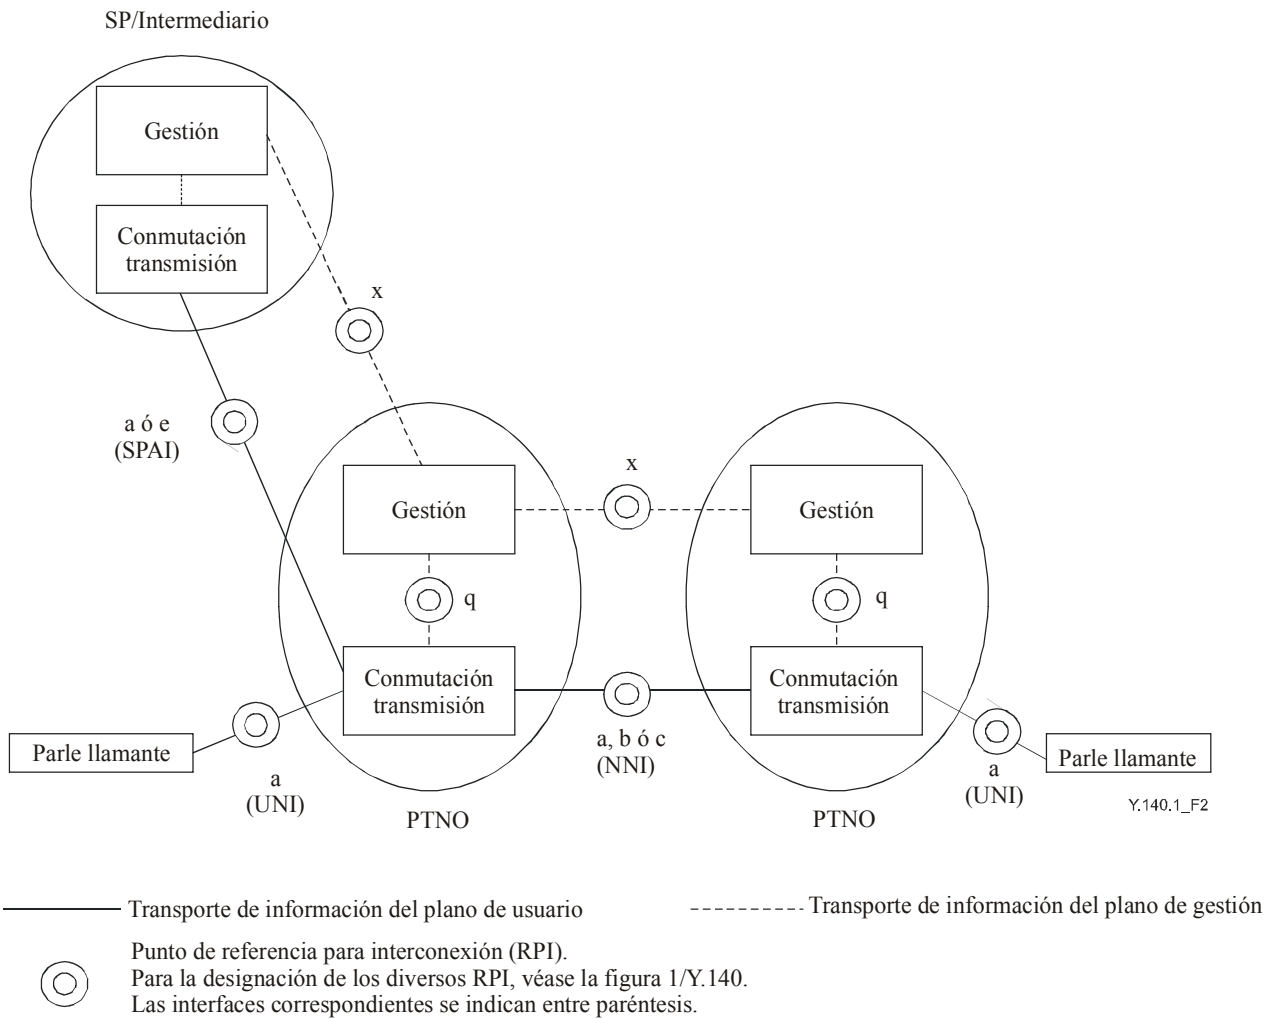 SP/Intermediario
Gestión
Conmutación
transmisión
x
a ó e
(SPAI)
x
Gestión
Gestión
q
q
Conmutación
transmisión
Conmutación
transmisión
a, b ó c
(NNI)
Parle llamante
a
(UNI)
Parle llamante
a
(UNI)
PTNO
PTNO
Y.140.1_F2
Transporte de información del plano de usuario
Transporte de información del plano de gestión
Punto de referencia para interconexión (RPI).
Para la designación de los diversos RPI, véase la figura 1/Y.140.
Las interfaces correspondientes se indican entre paréntesis.